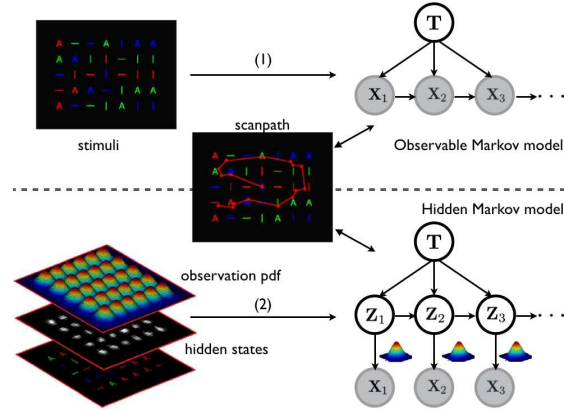 T
(1)
X1 X2 X3 ...
scanpath
stimuli
Observable Markov model
Hidden Markov model
T
observation pdf
(2)
Z1 Z2 Z3 ...
hidden states
X1 X2 X3